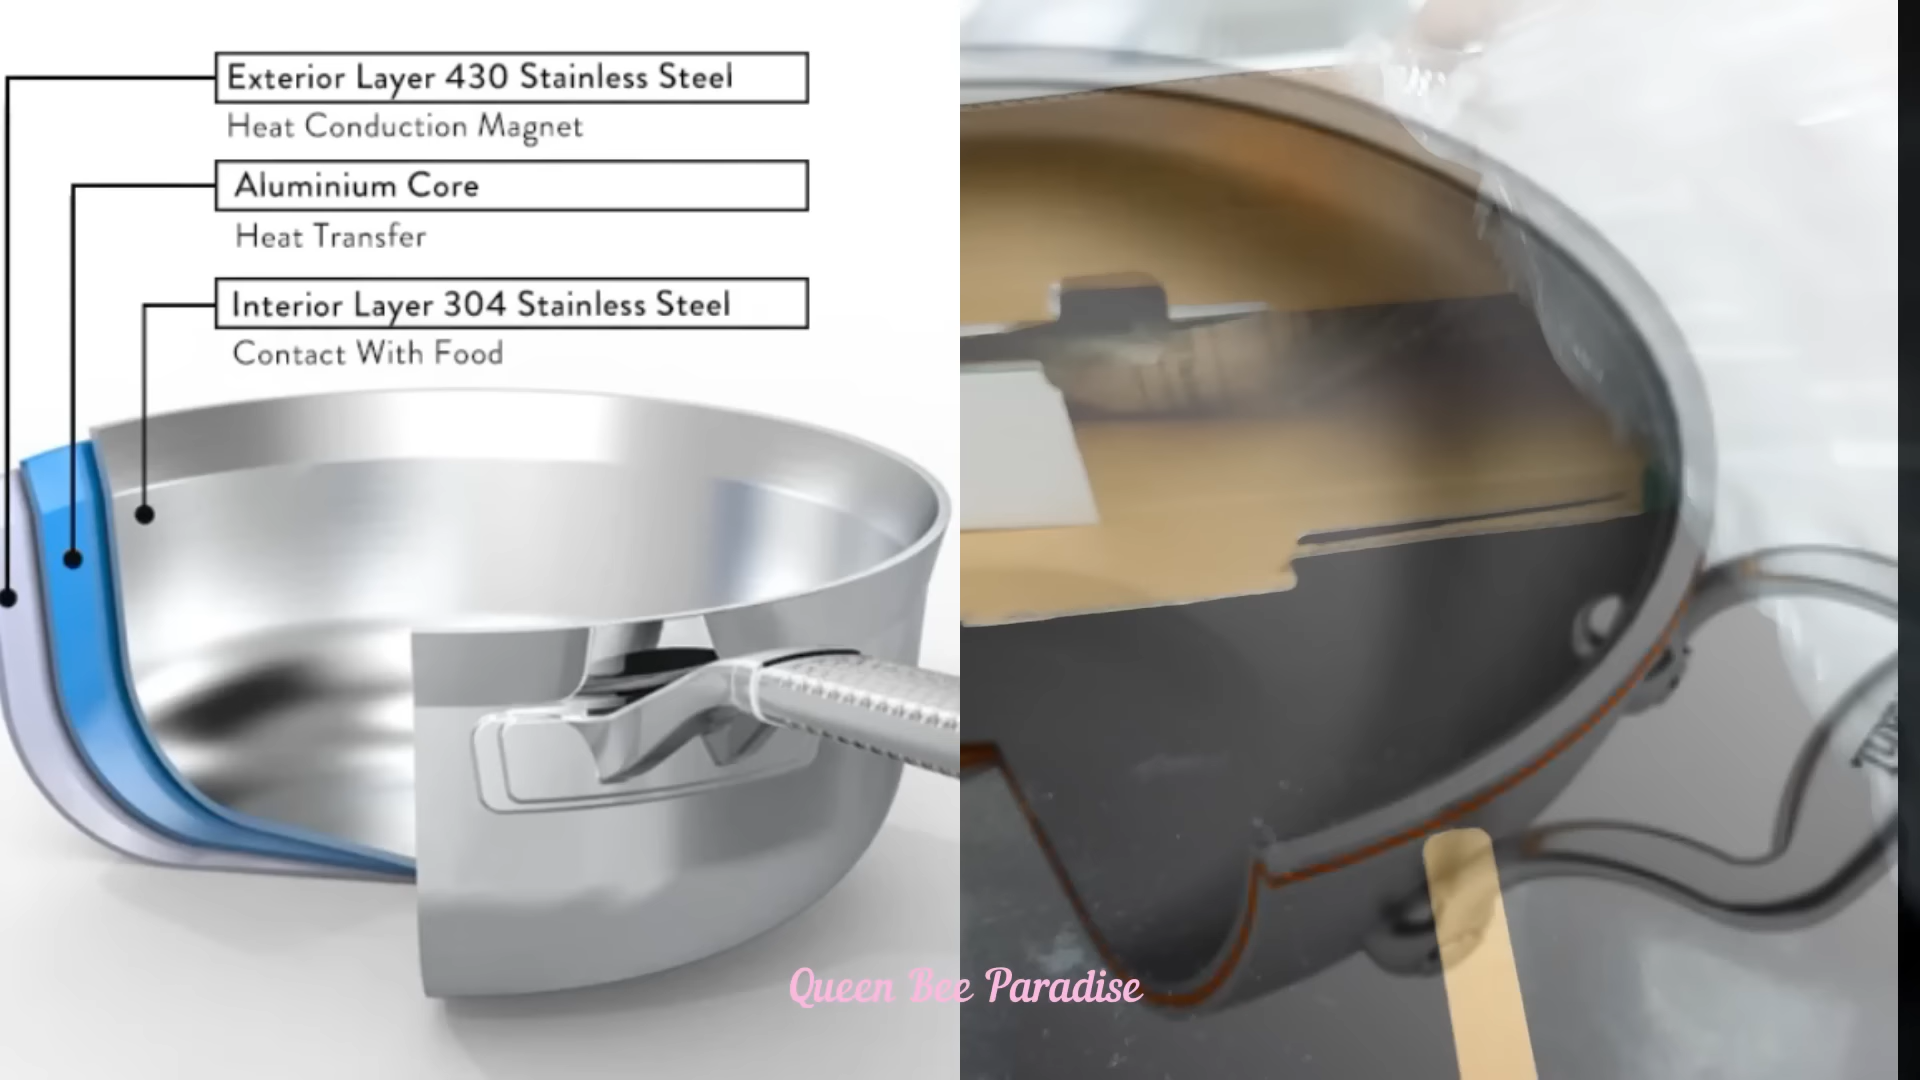 Exterior Layer 430 Stainless Steel
Heat Conduction Magnet
Aluminium Core
Heat Transfer
Interior Layer 304 Stainless Steel
Contact With Food
Queen Bee Paradise